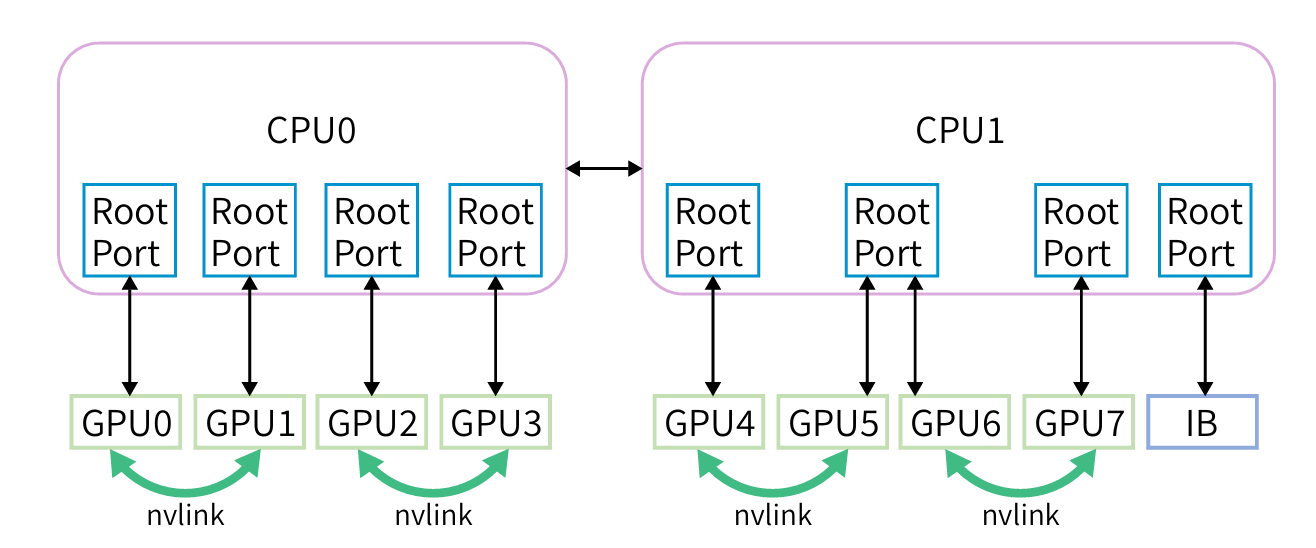 CPU0
CPU1
Root
Port
Root
Port
Root
Port
Root
Port
Root
Port
Root
Port
Root
Port
Root
Port
GPU0
GPU1
GPU2
GPU3
GPU4
GPU5
GPU6
GPU7
IB
nvlink
nvlink
nvlink
nvlink